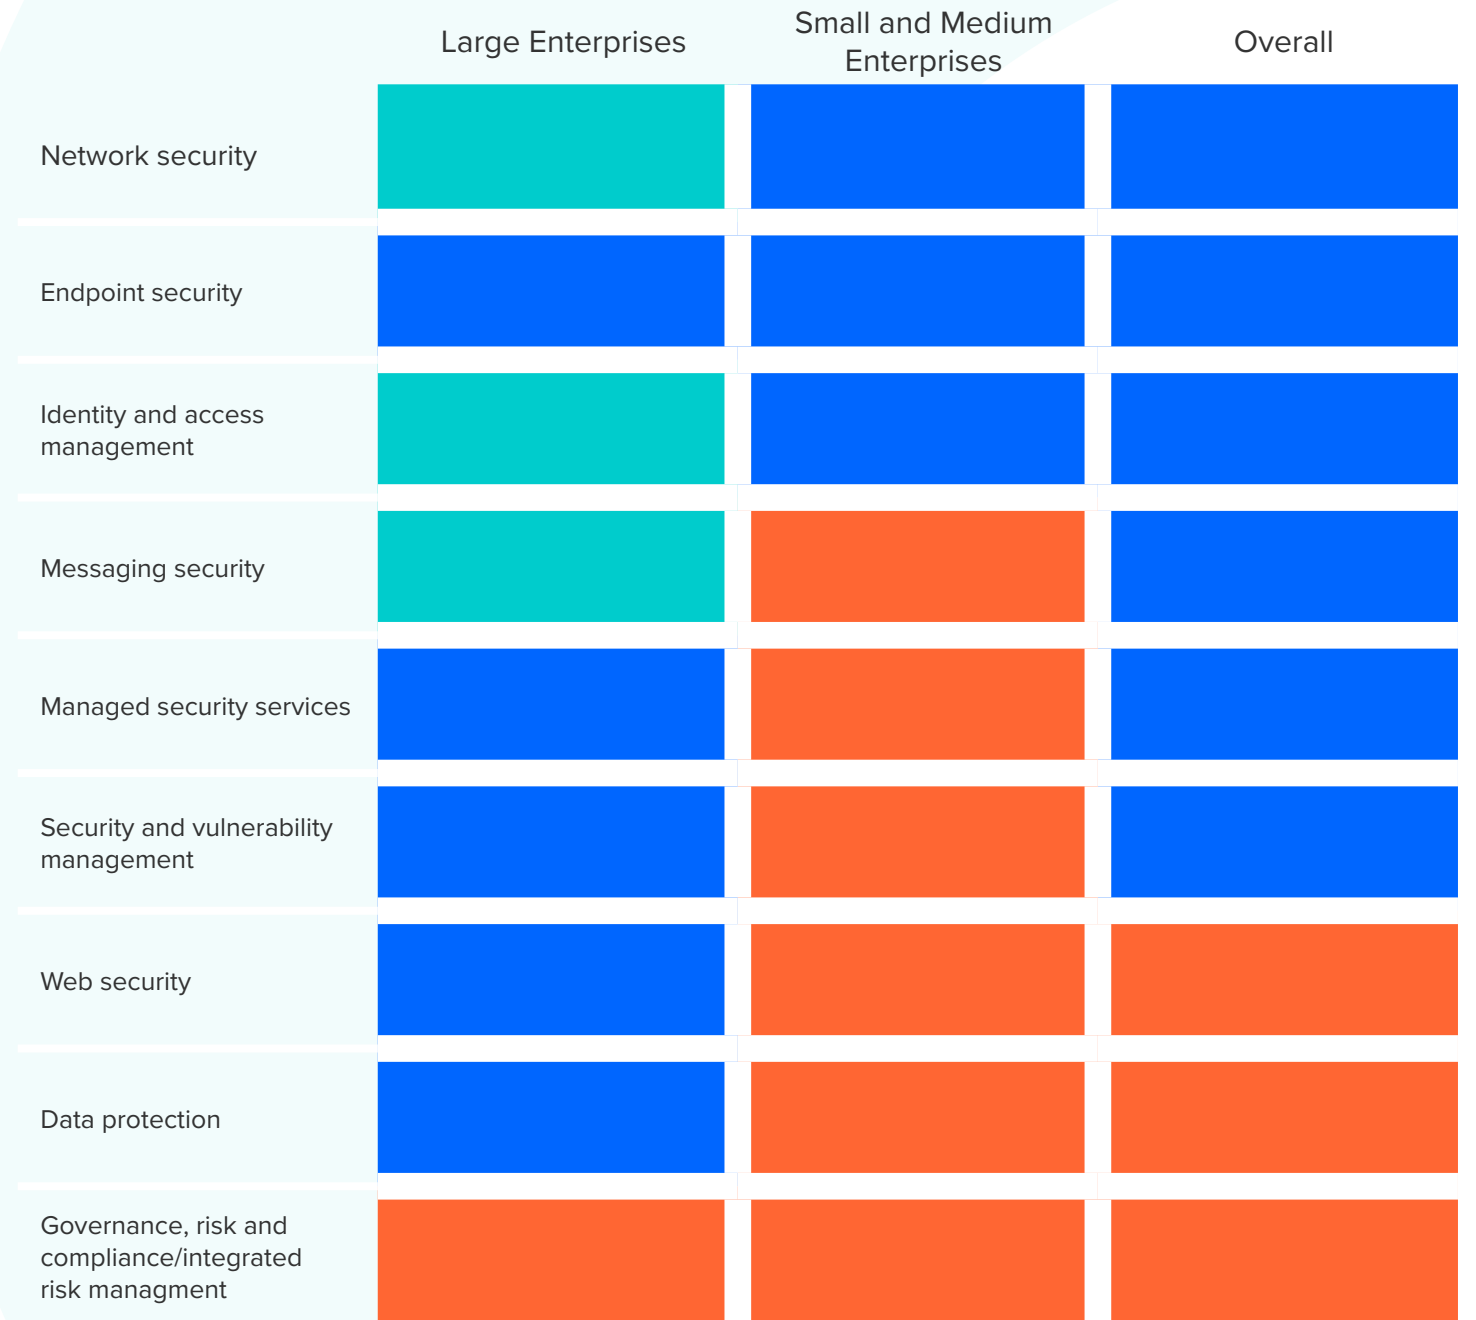 Large Enterprises
Small and Medium
Enterprises
Overall
Network security
Endpoint security
Identity and access
management
Messaging security
Managed security services
Security and vulnerability
management
Web security
Data protection
Governance, risk and
compliance/integrated
risk managment